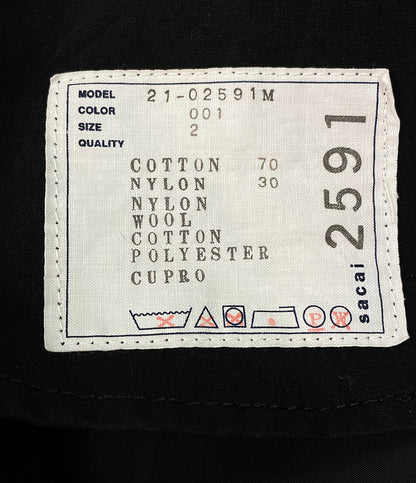 MODEL 21-02591M
COLOR 001
SIZE 2
QUALITY
COTTON 70
NYLON 30
NYLON
WOOL
COTTON
POLYESTER
CUPRO
P W
sacai 2591